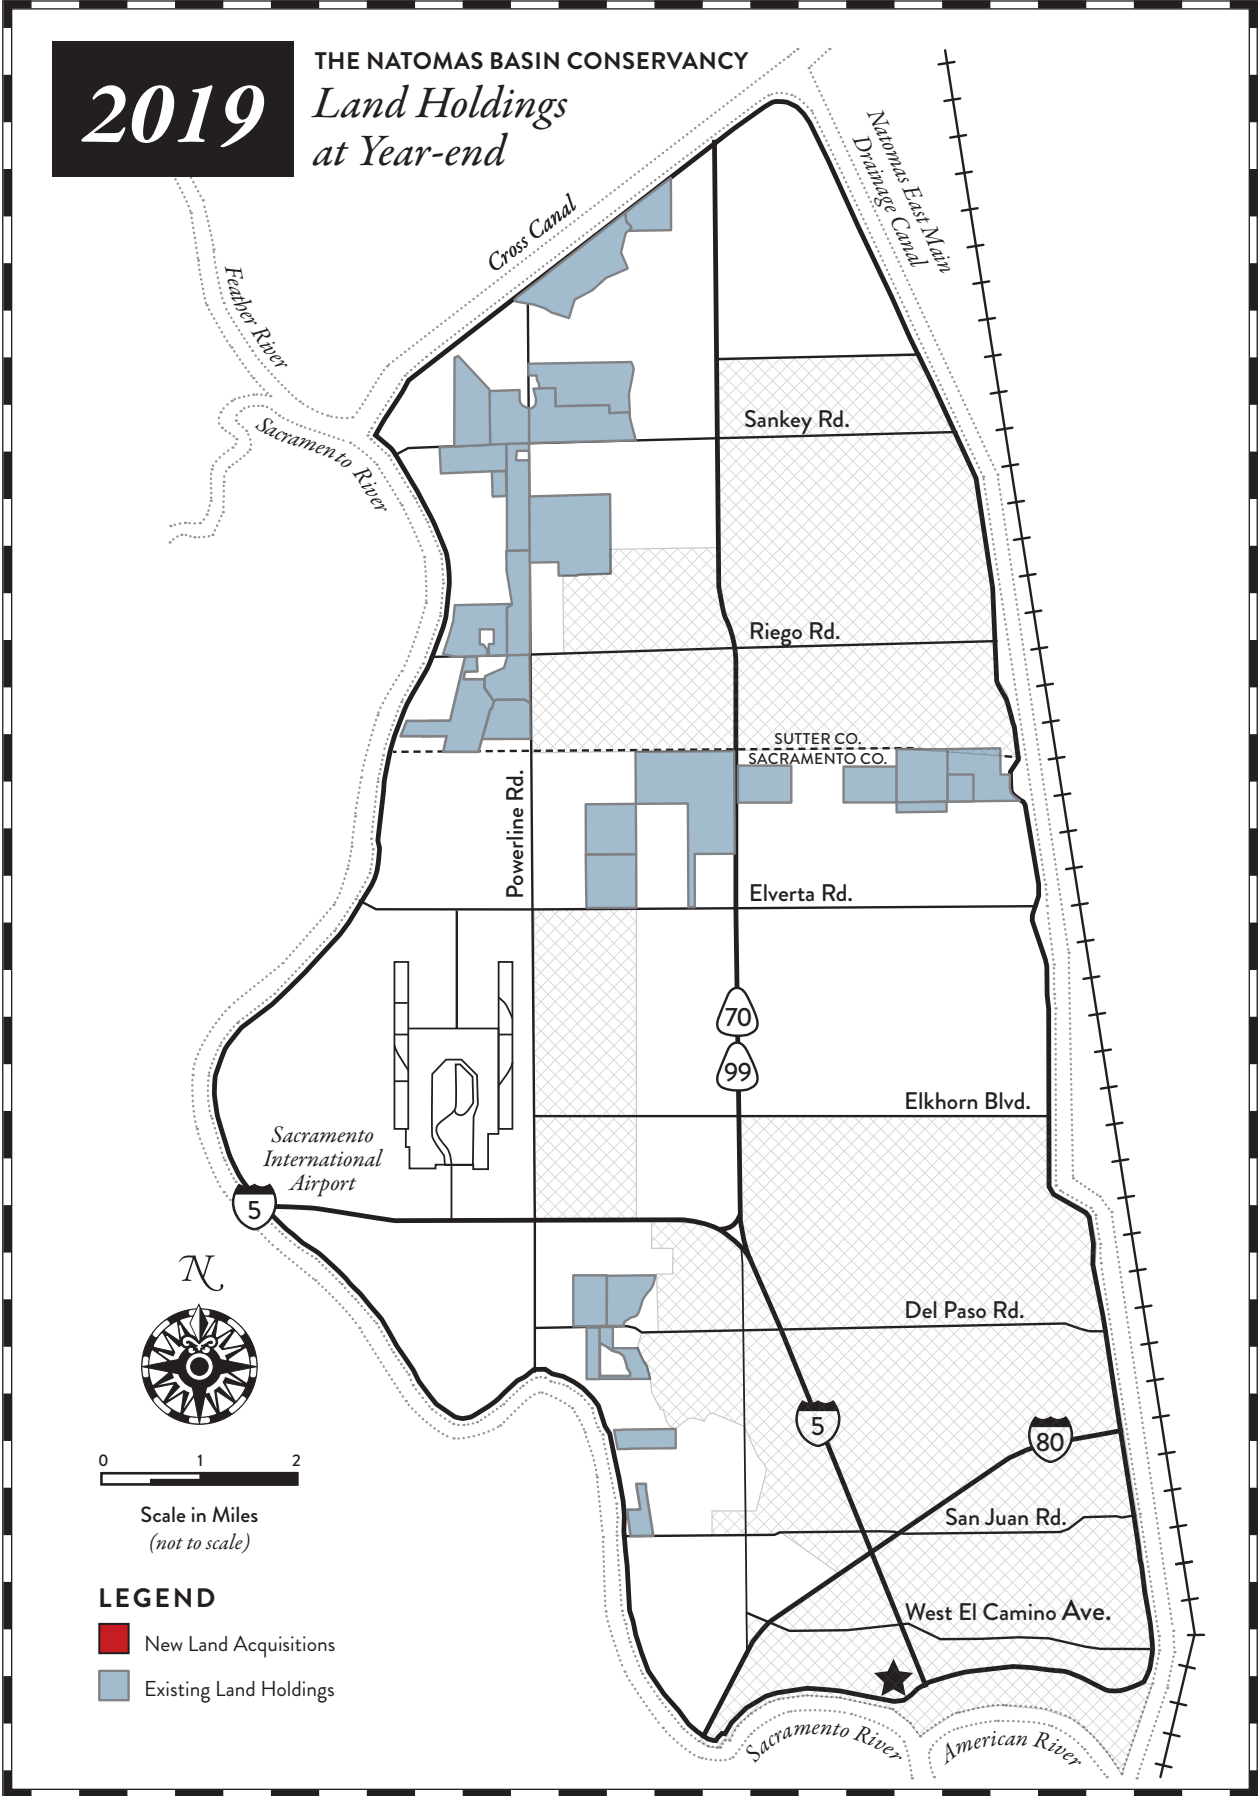 2019
THE NATOMAS BASIN CONSERVANCY
Land Holdings
at Year-end
Natomas East Main
Drainage Canal
Cross Canal
Feather River
Sacramento River
Sankey Rd.
Riego Rd.
SUTTER CO.
SACRAMENTO CO.
Powerline Rd.
Elverta Rd.
70
99
Elkhorn Blvd.
Sacramento
International
Airport
5
N
Del Paso Rd.
5
80
0 1 2
Scale in Miles
(not to scale)
San Juan Rd.
LEGEND
New Land Acquisitions
Existing Land Holdings
West El Camino Ave.
Sacramento River
American River